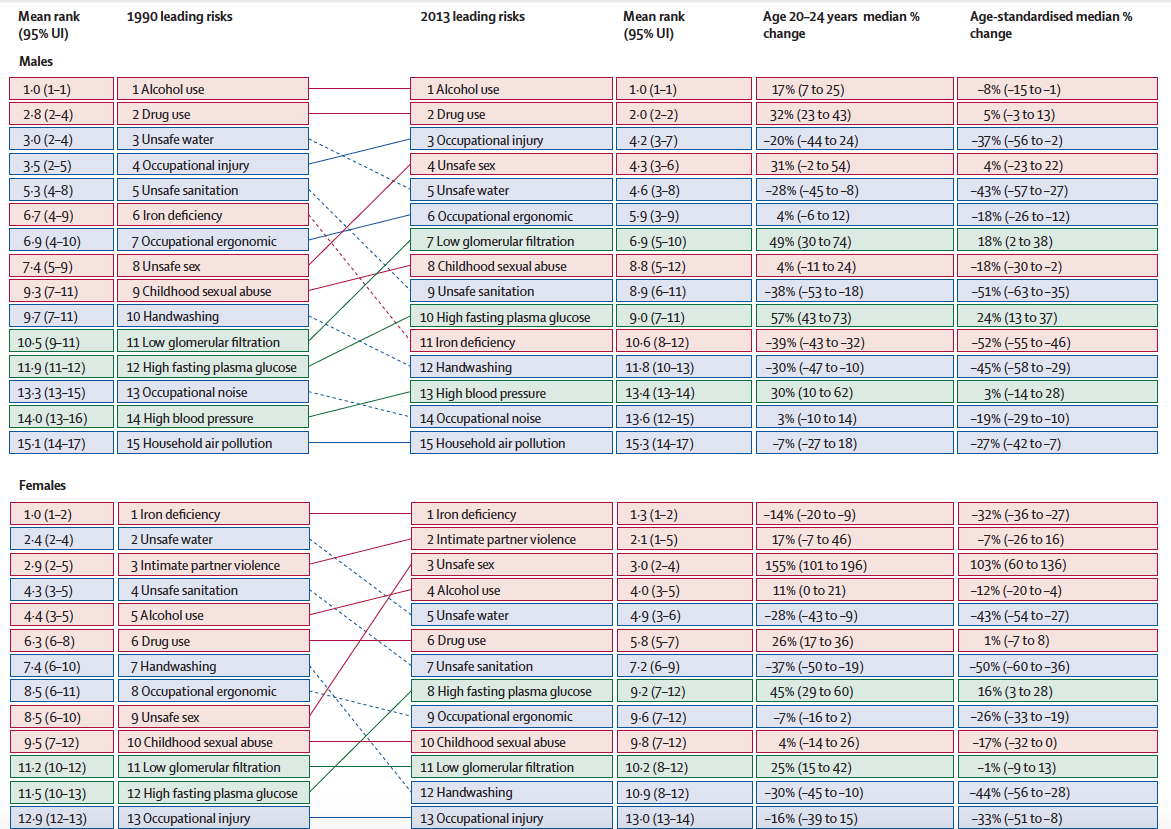 Mean rank (95% UI) 1990 leading risks 2013 leading risks Mean rank (95% UI) Age 20–24 years median % change Age-standardised median % change
Males
1·0 (1–1) 1 Alcohol use 1 Alcohol use 1·0 (1–1) 17% (7 to 25) –8% (–15 to –1)
2·8 (2–4) 2 Drug use 2 Drug use 2·0 (2–2) 32% (23 to 43) 5% (–3 to 13)
3·0 (2–4) 3 Unsafe water 3 Occupational injury 4·2 (3–7) –20% (–44 to 24) –37% (–56 to –2)
3·5 (2–5) 4 Occupational injury 4 Unsafe sex 4·3 (3–6) 31% (–2 to 54) 4% (–23 to 22)
5·3 (4–8) 5 Unsafe sanitation 5 Unsafe water 4·6 (3–8) –28% (–45 to –8) –43% (–57 to –27)
6·7 (4–9) 6 Iron deficiency 6 Occupational ergonomic 5·9 (3–9) 4% (–6 to 12) –18% (–26 to –12)
6·9 (4–10) 7 Occupational ergonomic 7 Low glomerular filtration 6·9 (5–10) 49% (30 to 74) 18% (2 to 38)
7·4 (5–9) 8 Unsafe sex 8 Childhood sexual abuse 8·8 (5–12) 4% (–11 to 24) –18% (–30 to –2)
9·3 (7–11) 9 Childhood sexual abuse 9 Unsafe sanitation 8·9 (6–11) –38% (–53 to –18) –51% (–63 to –35)
9·7 (7–11) 10 Handwashing 10 High fasting plasma glucose 9·0 (7–11) 57% (43 to 73) 24% (13 to 37)
10·5 (9–11) 11 Low glomerular filtration 11 Iron deficiency 10·6 (8–12) –39% (–43 to –32) –52% (–55 to –46)
11·9 (11–12) 12 High fasting plasma glucose 12 Handwashing 11·8 (10–13) –30% (–47 to –10) –45% (–58 to –29)
13·3 (13–15) 13 Occupational noise 13 High blood pressure 13·4 (13–14) 30% (10 to 62) 3% (–14 to 28)
14·0 (13–16) 14 High blood pressure 14 Occupational noise 13·6 (12–15) 3% (–10 to 14) –19% (–29 to –10)
15·1 (14–17) 15 Household air pollution 15 Household air pollution 15·3 (14–17) –7% (–27 to 18) –27% (–42 to –7)
Females
1·0 (1–2) 1 Iron deficiency 1 Iron deficiency 1·3 (1–2) –14% (–20 to –9) –32% (–36 to –27)
2·4 (2–4) 2 Unsafe water 2 Intimate partner violence 2·1 (1–5) 17% (–7 to 46) –7% (–26 to 16)
2·9 (2–5) 3 Intimate partner violence 3 Unsafe sex 3·0 (2–4) 155% (101 to 196) 103% (60 to 136)
4·3 (3–5) 4 Unsafe sanitation 4 Alcohol use 4·0 (3–5) 11% (0 to 21) –12% (–20 to –4)
4·4 (3–5) 5 Alcohol use 5 Unsafe water 4·9 (3–6) –28% (–43 to –9) –43% (–54 to –27)
6·3 (6–8) 6 Drug use 6 Drug use 5·8 (5–7) 26% (17 to 36) 1% (–7 to 8)
7·4 (6–10) 7 Handwashing 7 Unsafe sanitation 7·2 (6–9) –37% (–50 to –19) –50% (–60 to –36)
8·5 (6–11) 8 Occupational ergonomic 8 High fasting plasma glucose 9·2 (7–12) 45% (29 to 60) 16% (3 to 28)
8·5 (6–10) 9 Unsafe sex 9 Occupational ergonomic 9·6 (7–12) –7% (–16 to 2) –26% (–33 to –19)
9·5 (7–12) 10 Childhood sexual abuse 10 Childhood sexual abuse 9·8 (7–12) 4% (–14 to 26) –17% (–32 to 0)
11·2 (10–12) 11 Low glomerular filtration 11 Low glomerular filtration 10·2 (8–12) 25% (15 to 42) –1% (–9 to 13)
11·5 (10–13) 12 High fasting plasma glucose 12 Handwashing 10·9 (8–12) –30% (–45 to –10) –44% (–56 to –28)
12·9 (12–13) 13 Occupational injury 13 Occupational injury 13·0 (13–14) –16% (–39 to 15) –33% (–51 to –8)